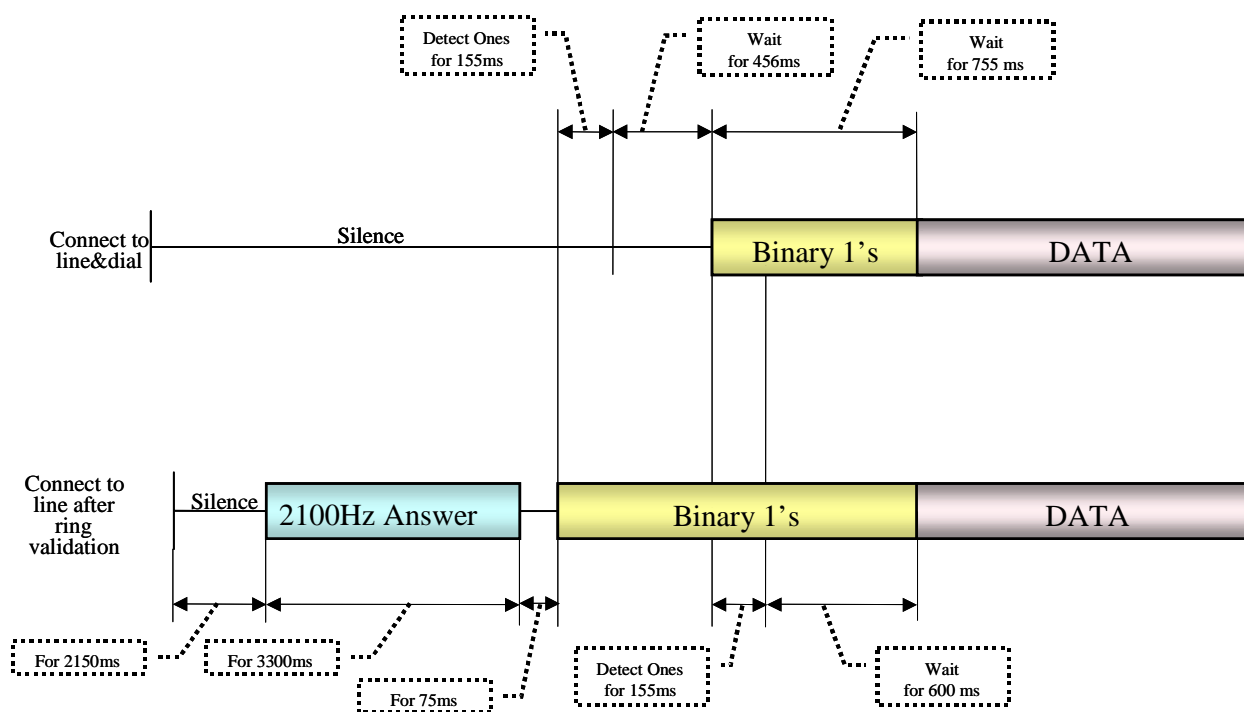 Detect Ones
for 155ms
Wait
for 456ms
Wait
for 755 ms
Connect to
line&dial
Silence
Binary 1’s
DATA
Connect to
line after
ring
validation
Silence
2100Hz Answer
Binary 1’s
DATA
For 2150ms
For 3300ms
For 75ms
Detect Ones
for 155ms
Wait
for 600 ms